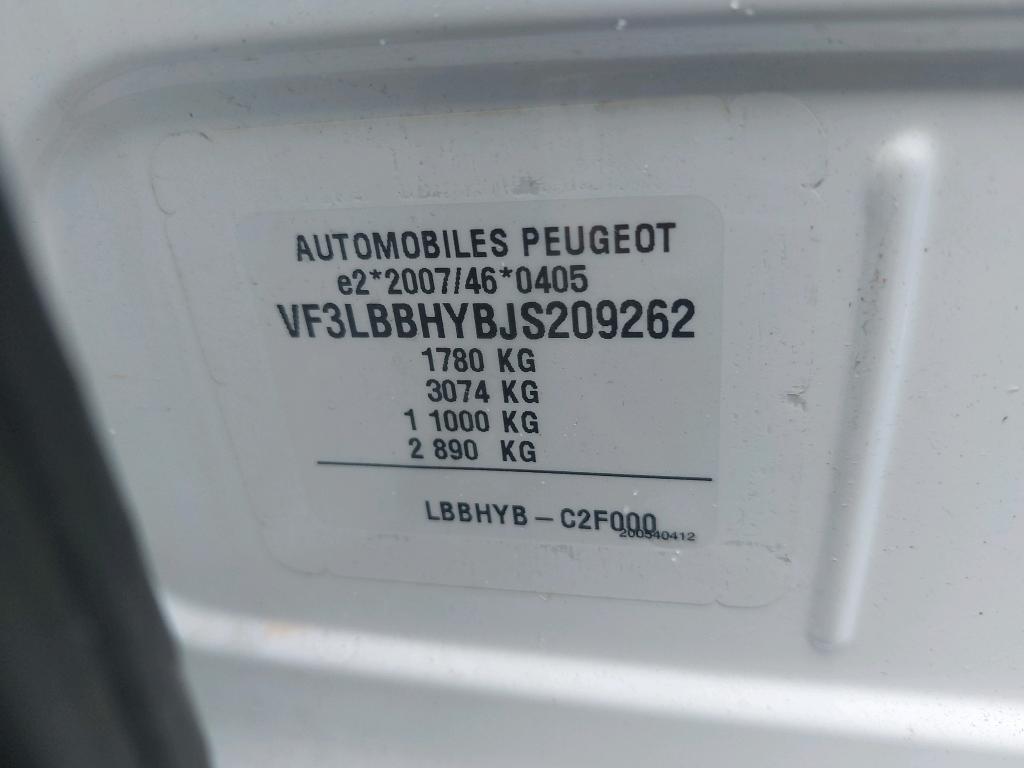 AUTOMOBILES PEUGEOT
e2*2007/46*0405
VF3LBBHYBJS209262
1780 KG
3074 KG
1 1000 KG
2 890 KG
LBBHYB – C2F000
200540412